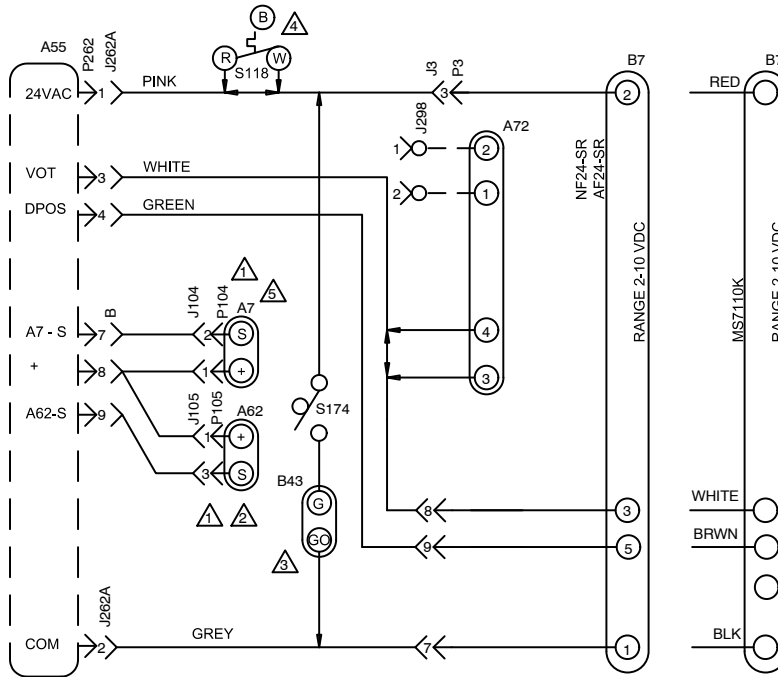 B
4
A55
P262
J262A
R
W
S118
24VAC
1
PINK
J3
P3
3
B7
2
B7
RED
J298
1
A72
2
VOT
3
WHITE
NF24-SR
AF24-SR
2
1
DPOS
4
GREEN
RANGE 2-10 VDC
MS7110K
RANGE 2-10 VDC
1
5
J104
P104
A7
A7 - S
7
B
2
S
4
+
8
1
+
3
A62-S
9
J105
P105
A62
1
+
S174
3
S
B43
1
2
G
8
3
WHITE
GO
9
5
BRWN
3
J262A
COM
2
GREY
7
1
BLK